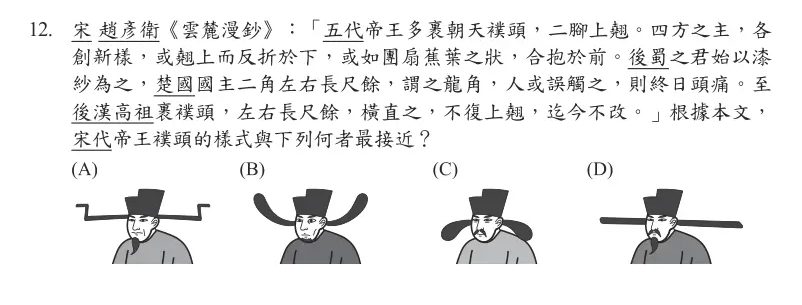 12. 宋 趙彥衛《雲麓漫鈔》：「五代帝王多裹朝天襆頭，二腳上翹。四方之主，各
創新樣，或翹上而反折於下，或如團扇蕉葉之狀，合抱於前。後蜀之君始以漆
紗為之，楚國國主二角左右長尺餘，謂之龍角，人或誤觸之，則終日頭痛。至
後漢高祖裹襆頭，左右長尺餘，橫直之，不復上翹，迄今不改。」根據本文，
宋代帝王襆頭的樣式與下列何者最接近？
(A) (B) (C) (D)